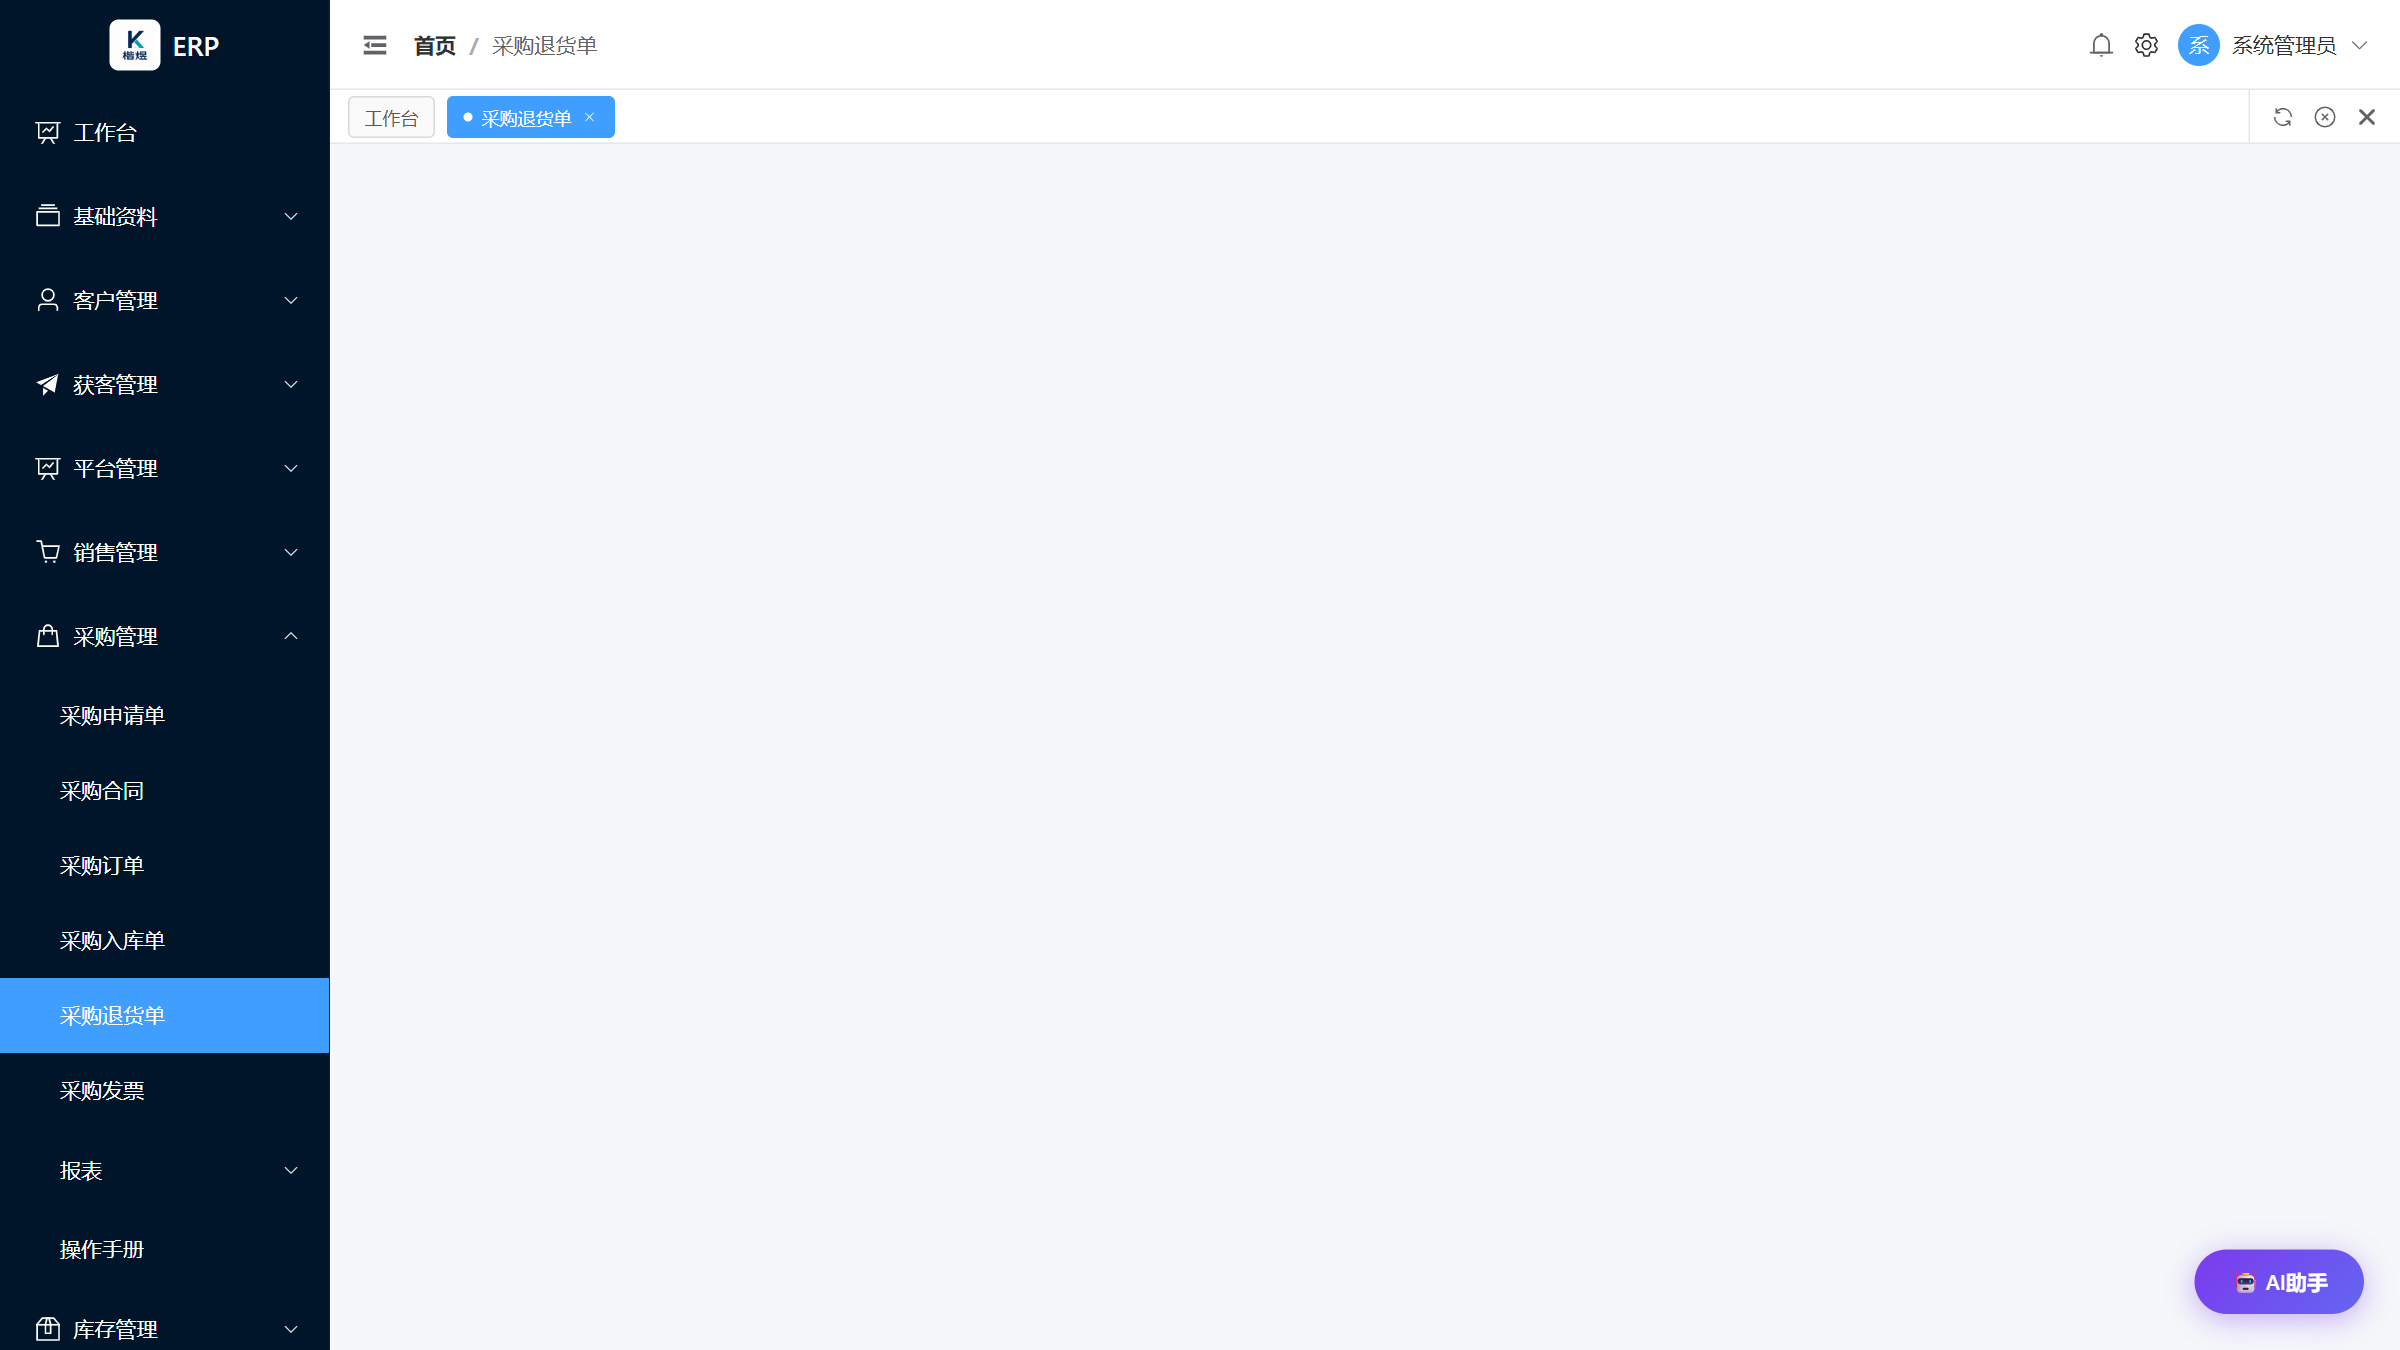 K
楷煜
ERP
首页 / 采购退货单
系
系统管理员
工作台
采购退货单
工作台
基础资料
客户管理
获客管理
平台管理
销售管理
采购管理
采购申请单
采购合同
采购订单
采购入库单
采购退货单
采购发票
报表
操作手册
库存管理
AI助手